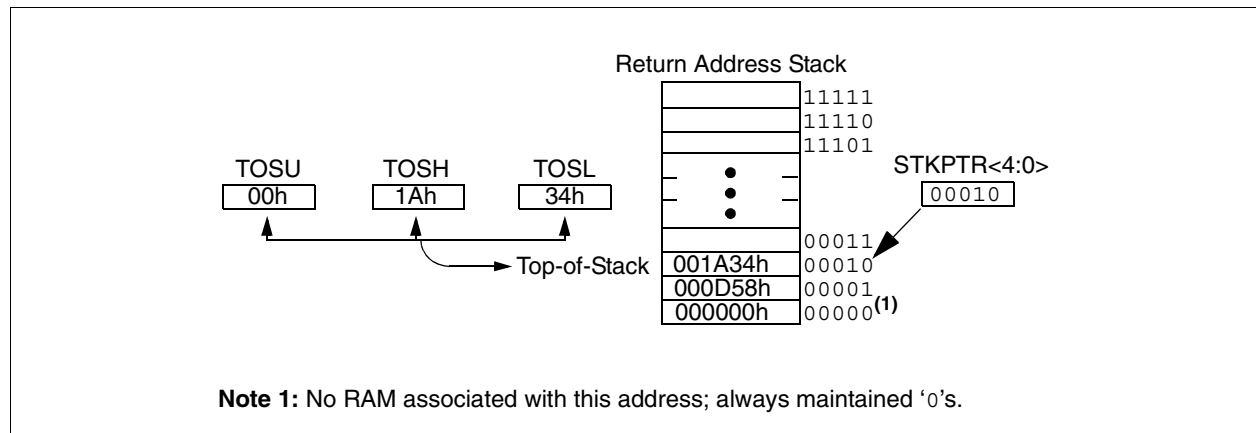 Return Address Stack
11111
11110
11101
TOSU TOSH TOSL
00h 1Ah 34h
STKPTR<4:0>
00010
00011
Top-of-Stack
001A34h 00010
000D58h 00001
000000h 00000(1)
Note 1: No RAM associated with this address; always maintained ‘0’s.